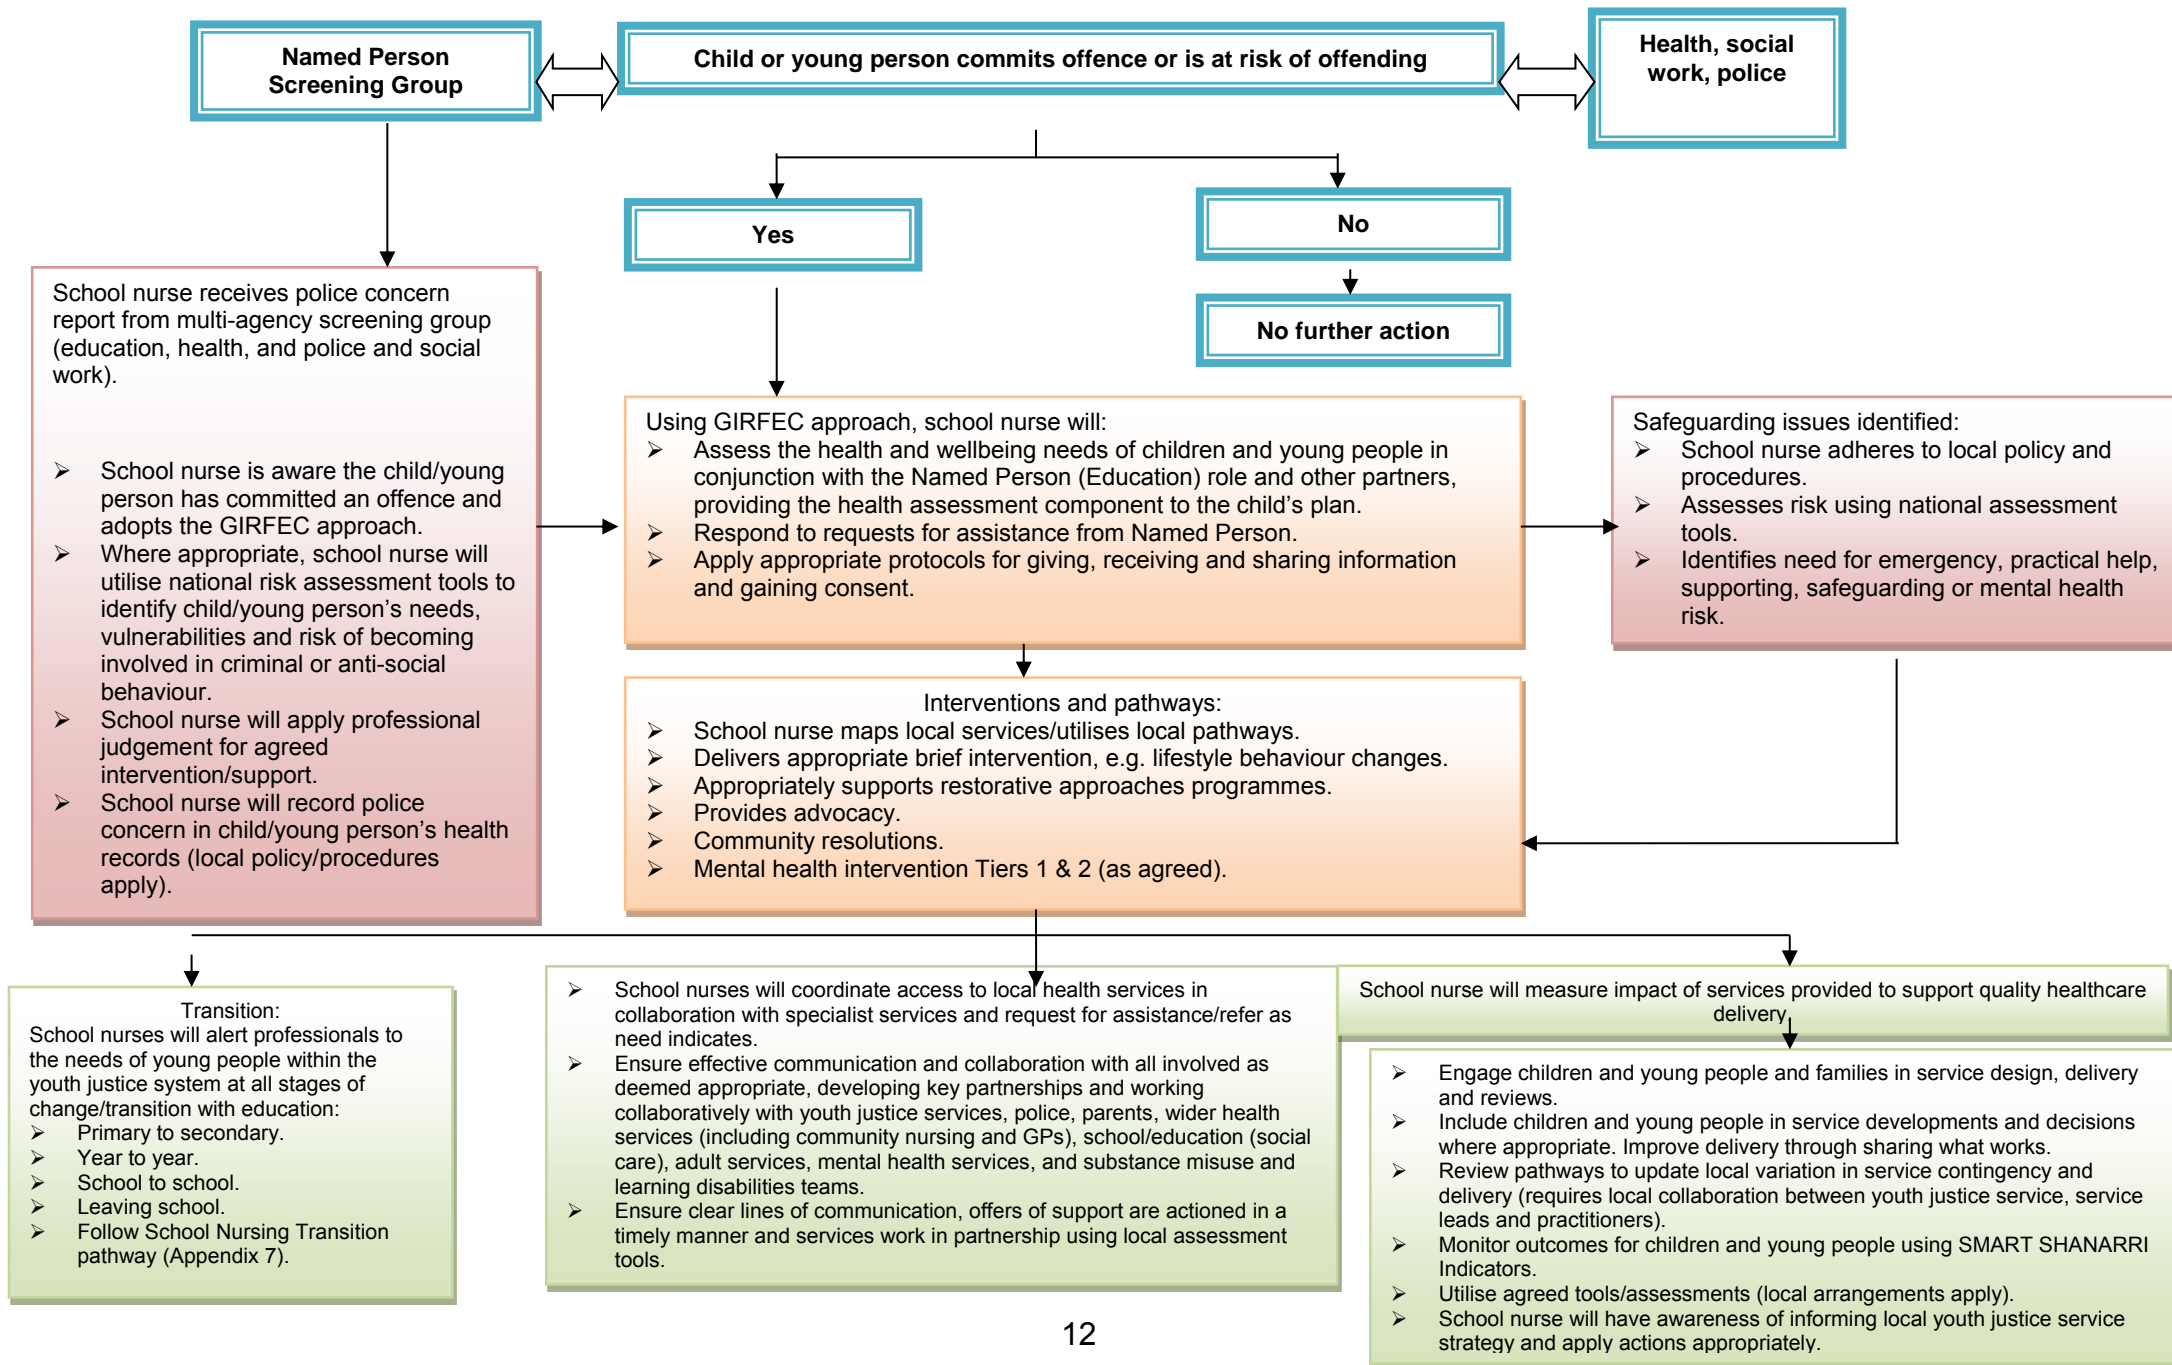 Named Person
Screening Group
Child or young person commits offence or is at risk of offending
Health, social
work, police
Yes
No
No further action
School nurse receives police concern
report from multi-agency screening group
(education, health, and police and social
work).
➢ School nurse is aware the child/young
person has committed an offence and
adopts the GIRFEC approach.
➢ Where appropriate, school nurse will
utilise national risk assessment tools to
identify child/young person's needs,
vulnerabilities and risk of becoming
involved in criminal or anti-social
behaviour.
➢ School nurse will apply professional
judgement for agreed
intervention/support.
➢ School nurse will record police
concern in child/young person's health
records (local policy/procedures
apply).
Using GIRFEC approach, school nurse will:
➢ Assess the health and wellbeing needs of children and young people in
conjunction with the Named Person (Education) role and other partners,
providing the health assessment component to the child's plan.
➢ Respond to requests for assistance from Named Person.
➢ Apply appropriate protocols for giving, receiving and sharing information
and gaining consent.
Safeguarding issues identified:
➢ School nurse adheres to local policy and
procedures.
➢ Assesses risk using national assessment
tools.
➢ Identifies need for emergency, practical help,
supporting, safeguarding or mental health
risk.
Interventions and pathways:
➢ School nurse maps local services/utilises local pathways.
➢ Delivers appropriate brief intervention, e.g. lifestyle behaviour changes.
➢ Appropriately supports restorative approaches programmes.
➢ Provides advocacy.
➢ Community resolutions.
➢ Mental health intervention Tiers 1 & 2 (as agreed).
Transition:
School nurses will alert professionals to
the needs of young people within the
youth justice system at all stages of
change/transition with education:
➢ Primary to secondary.
➢ Year to year.
➢ School to school.
➢ Leaving school.
➢ Follow School Nursing Transition
pathway (Appendix 7).
➢ School nurses will coordinate access to local health services in
collaboration with specialist services and request for assistance/refer as
need indicates.
➢ Ensure effective communication and collaboration with all involved as
deemed appropriate, developing key partnerships and working
collaboratively with youth justice services, police, parents, wider health
services (including community nursing and GPs), school/education (social
care), adult services, mental health services, and substance misuse and
learning disabilities teams.
➢ Ensure clear lines of communication, offers of support are actioned in a
timely manner and services work in partnership using local assessment
tools.
School nurse will measure impact of services provided to support quality healthcare
delivery.
➢ Engage children and young people and families in service design, delivery
and reviews.
➢ Include children and young people in service developments and decisions
where appropriate. Improve delivery through sharing what works.
➢ Review pathways to update local variation in service contingency and
delivery (requires local collaboration between youth justice service, service
leads and practitioners).
➢ Monitor outcomes for children and young people using SMART SHANARRI
Indicators.
➢ Utilise agreed tools/assessments (local arrangements apply).
➢ School nurse will have awareness of informing local youth justice service
strategy and apply actions appropriately.
12